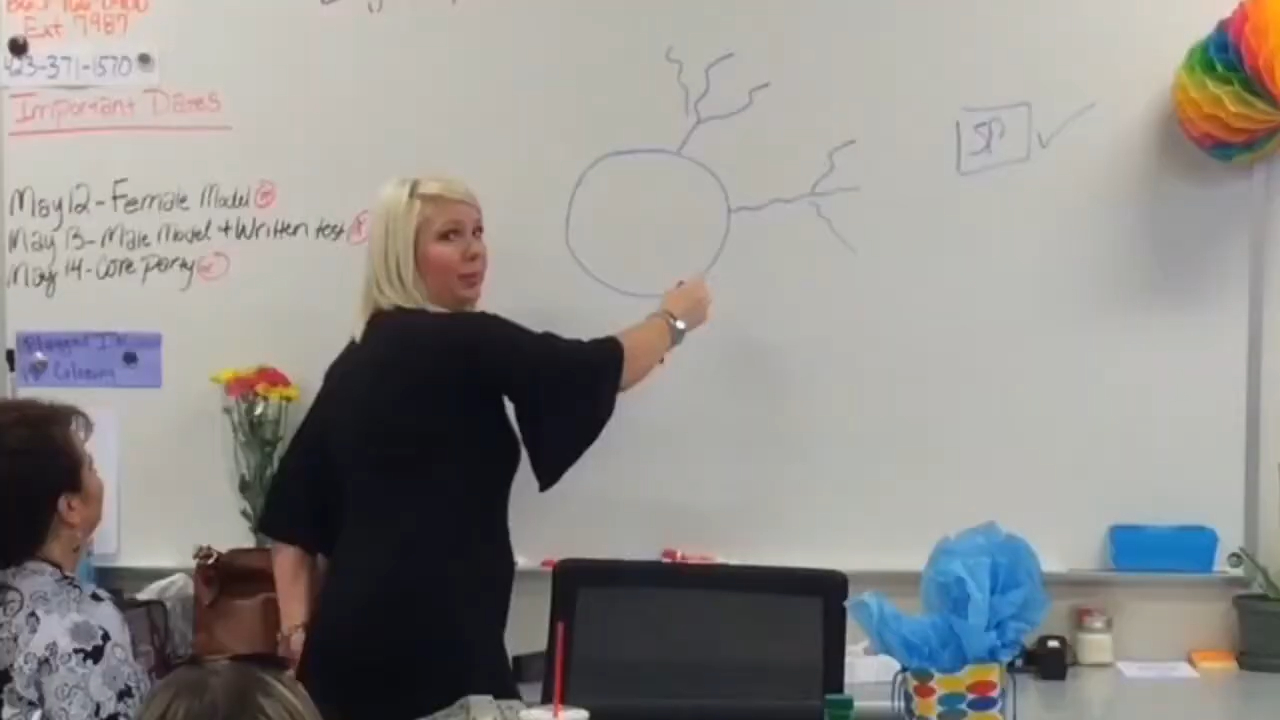 Ext 7987
423-371-1570
Important Dates
May 12 - Female Model
May 13 - Male Model + Written test
May 14 - Core Party
SP
Coloring